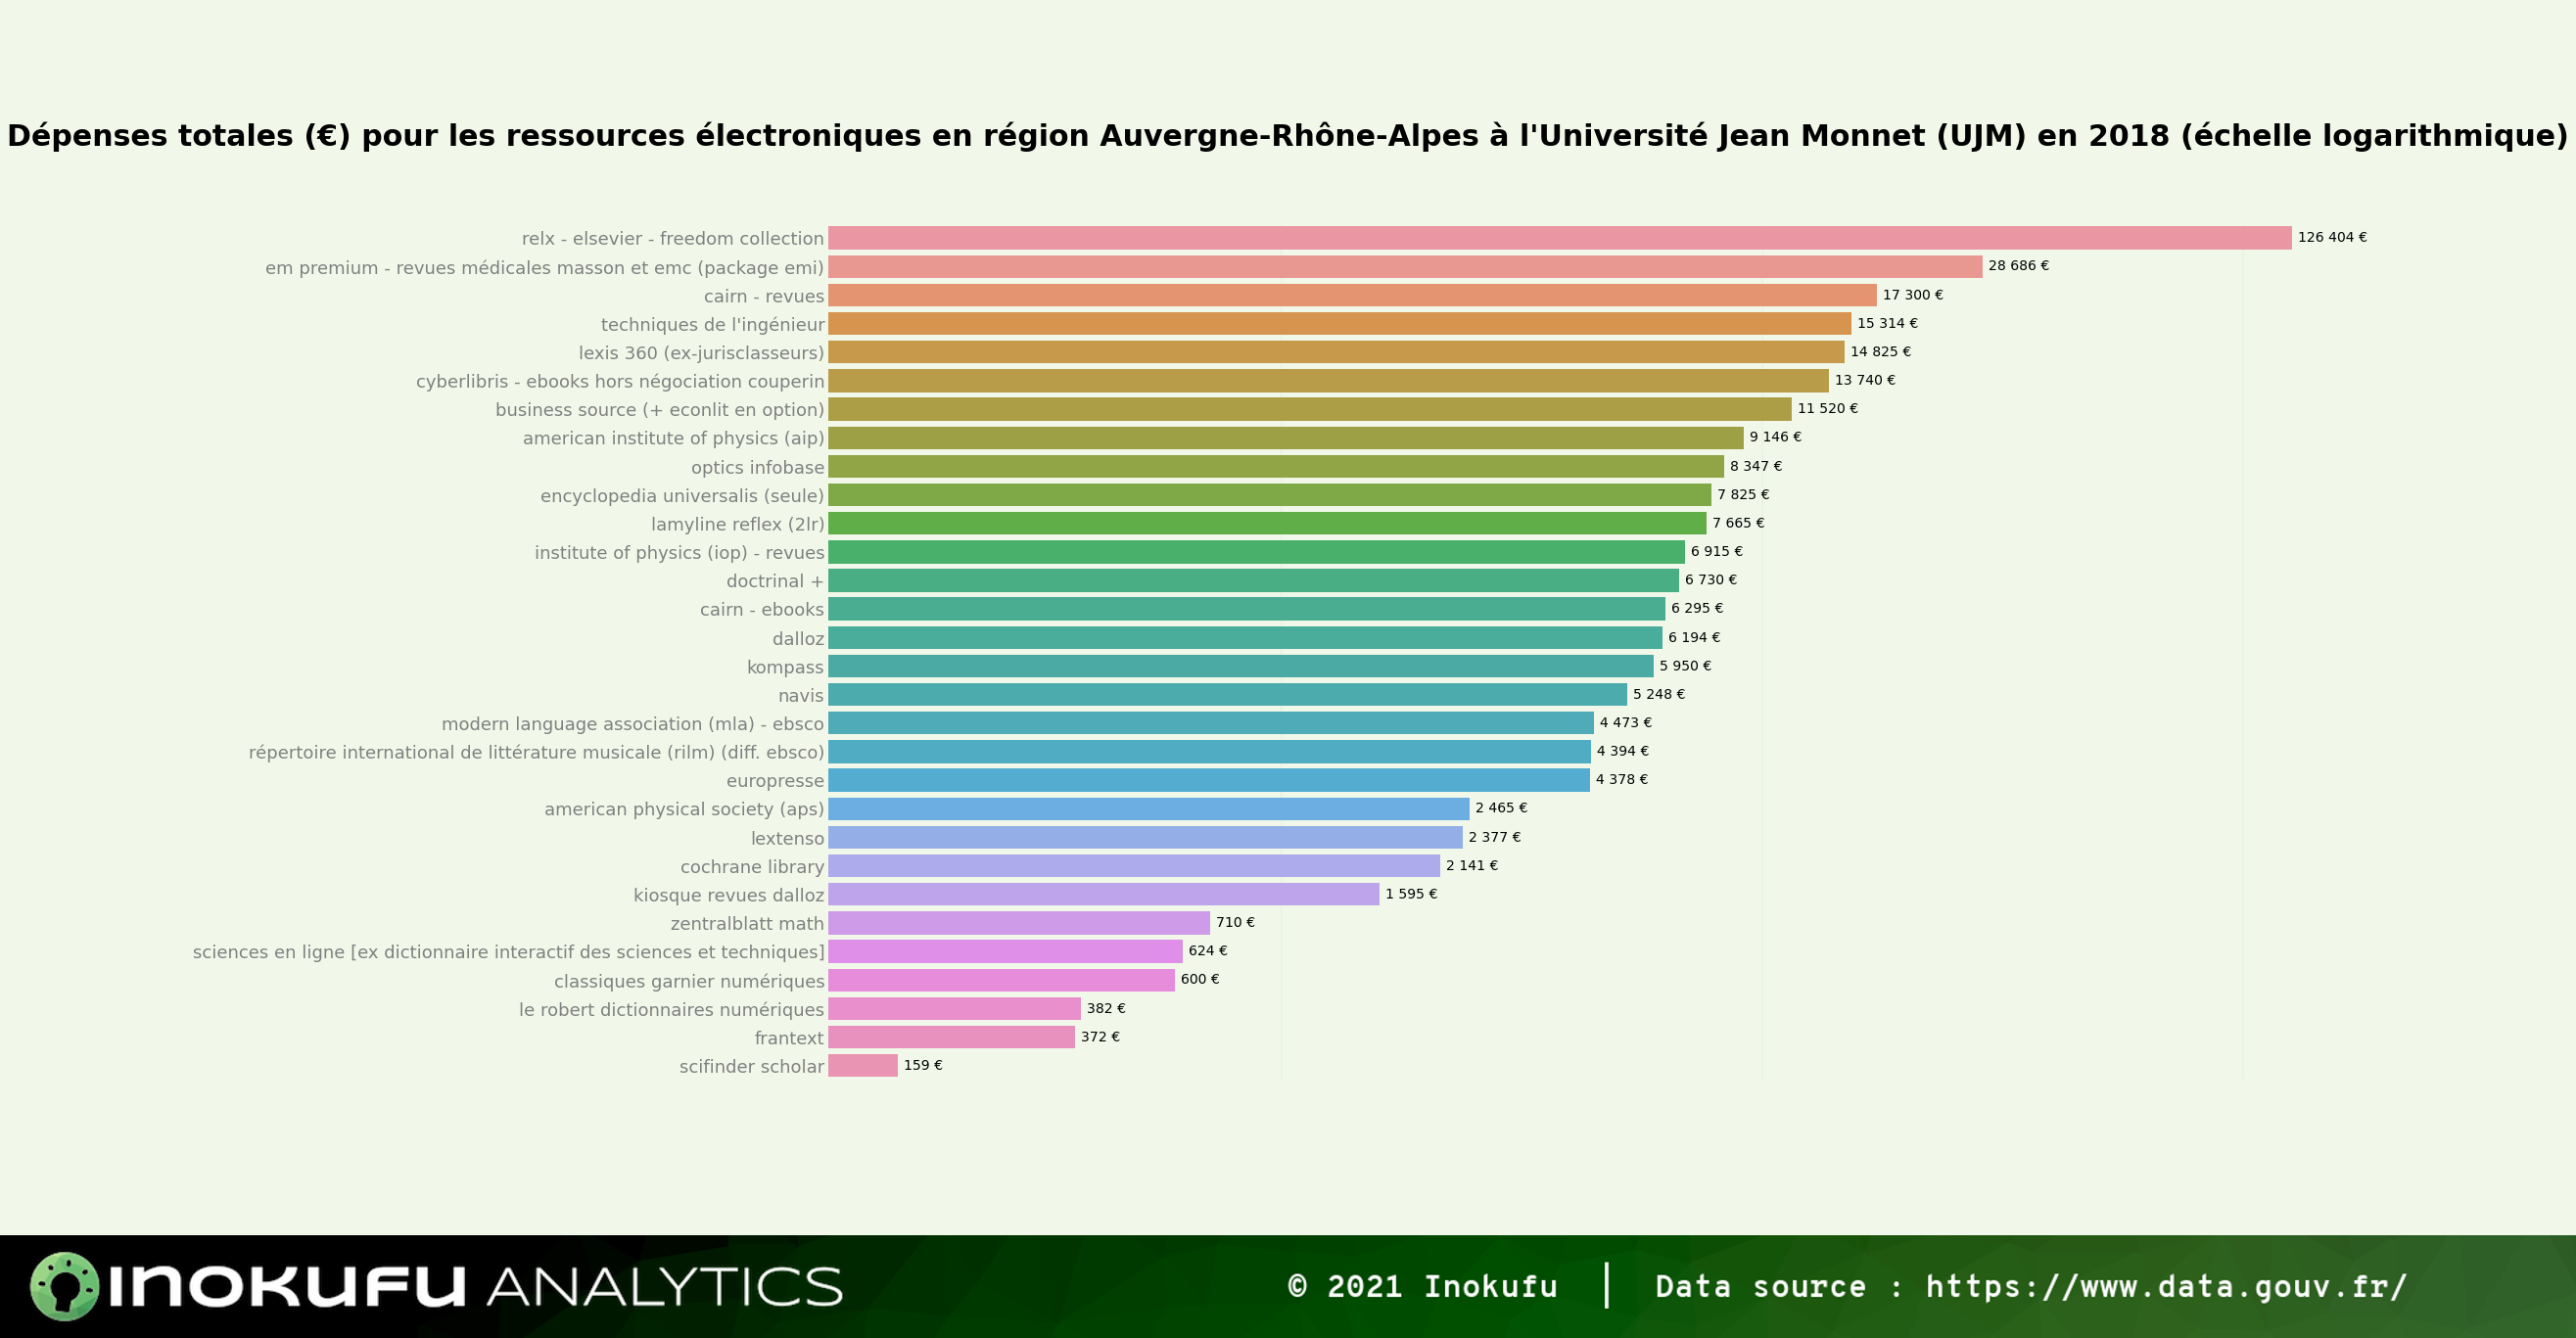 Dépenses totales (€) pour les ressources électroniques en région Auvergne-Rhône-Alpes à l'Université Jean Monnet (UJM) en 2018 (échelle logarithmique)
relx - elsevier - freedom collection 126 404 €
em premium - revues médicales masson et emc (package emi) 28 686 €
cairn - revues 17 300 €
techniques de l'ingénieur 15 314 €
lexis 360 (ex-jurisclasseurs) 14 825 €
cyberlibris - ebooks hors négociation couperin 13 740 €
business source (+ econlit en option) 11 520 €
american institute of physics (aip) 9 146 €
optics infobase 8 347 €
encyclopedia universalis (seule) 7 825 €
lamyline reflex (2lr) 7 665 €
institute of physics (iop) - revues 6 915 €
doctrinal + 6 730 €
cairn - ebooks 6 295 €
dalloz 6 194 €
kompass 5 950 €
navis 5 248 €
modern language association (mla) - ebsco 4 473 €
répertoire international de littérature musicale (rilm) (diff. ebsco) 4 394 €
europresse 4 378 €
american physical society (aps) 2 465 €
lextenso 2 377 €
cochrane library 2 141 €
kiosque revues dalloz 1 595 €
zentralblatt math 710 €
sciences en ligne [ex dictionnaire interactif des sciences et techniques] 624 €
classiques garnier numériques 600 €
le robert dictionnaires numériques 382 €
frantext 372 €
scifinder scholar 159 €
INOKUFU ANALYTICS © 2021 Inokufu | Data source : https://www.data.gouv.fr/